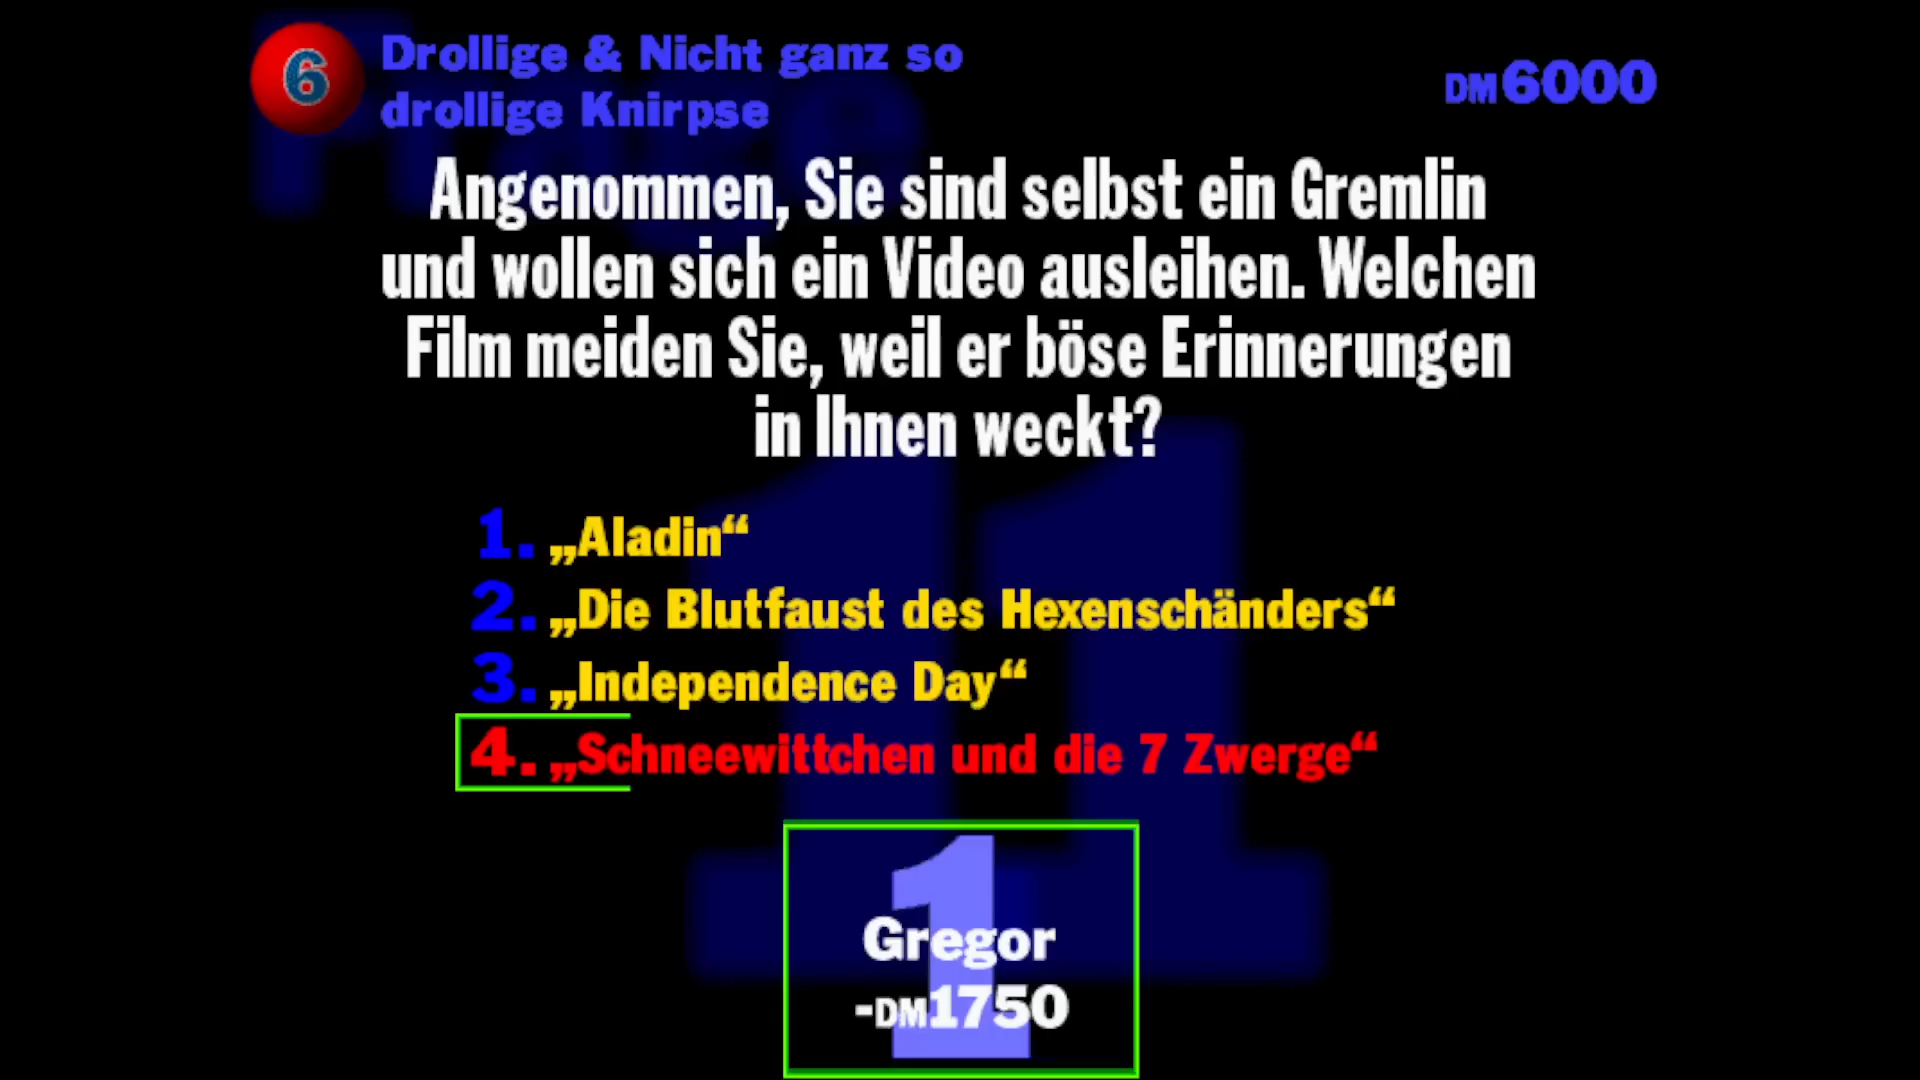 6
Drollige & Nicht ganz so
drollige Knirpse
DM6000
Frage
11
Angenommen, Sie sind selbst ein Gremlin
und wollen sich ein Video ausleihen. Welchen
Film meiden Sie, weil er böse Erinnerungen
in Ihnen weckt?
1. „Aladin“
2. „Die Blutfaust des Hexenschänders“
3. „Independence Day“
4. „Schneewittchen und die 7 Zwerge“
1
Gregor
-DM1750